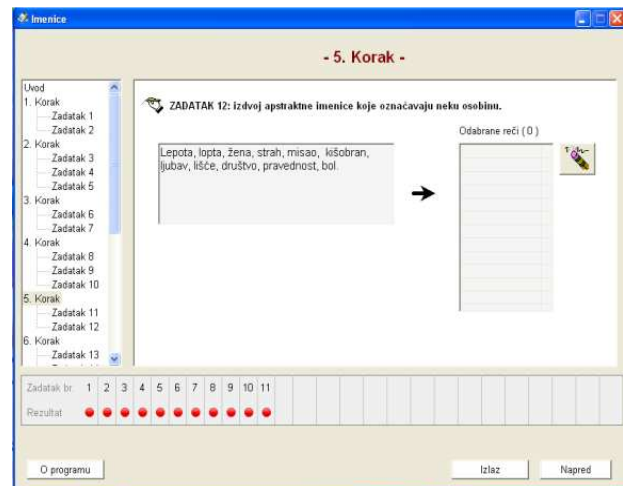 Imenice
- 5. Korak -
Uvod
1. Korak
Zadatak 1
Zadatak 2
2. Korak
Zadatak 3
Zadatak 4
Zadatak 5
3. Korak
Zadatak 6
Zadatak 7
4. Korak
Zadatak 8
Zadatak 9
Zadatak 10
5. Korak
Zadatak 11
Zadatak 12
6. Korak
Zadatak 13
ZADATAK 12: izdvoj apstraktne imenice koje označavaju neku osobinu.
Lepota, lopta, žena, strah, misao, kišobran,
ljubav, lišće, društvo, pravednost, bol.
Odabrane reči ( 0 )
Zadatak br. 1 2 3 4 5 6 7 8 9 10 11
Rezultat
O programu
Izlaz
Napred